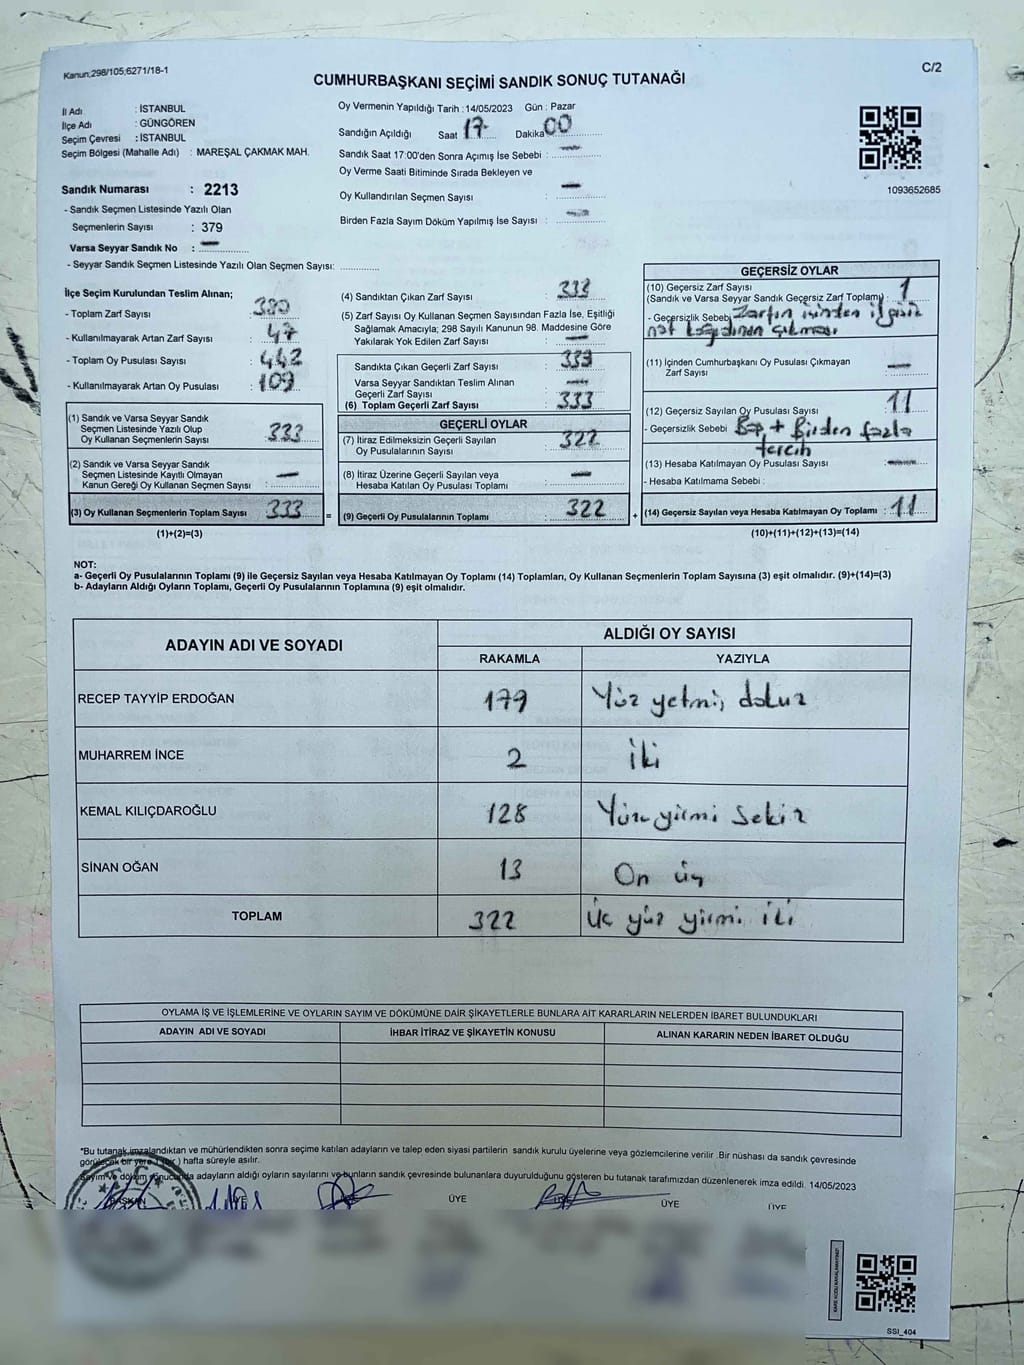 Kanun;298/105;6271/18-1
C/2
CUMHURBAŞKANI SEÇİMİ SANDIK SONUÇ TUTANAĞI
İl Adı : İSTANBUL
İlçe Adı : GÜNGÖREN
Seçim Çevresi : İSTANBUL
Seçim Bölgesi (Mahalle Adı) : MAREŞAL ÇAKMAK MAH.
Sandık Numarası : 2213
- Sandık Seçmen Listesinde Yazılı Olan
Seçmenlerin Sayısı : 379
Varsa Seyyar Sandık No : —
- Seyyar Sandık Seçmen Listesinde Yazılı Olan Seçmen Sayısı: ..............
Oy Vermenin Yapıldığı Tarih : 14/05/2023 Gün : Pazar
Sandığın Açıldığı Saat 17 Dakika 00
Sandık Saat 17:00'den Sonra Açımış İse Sebebi : —
Oy Verme Saati Bitiminde Sırada Bekleyen ve
Oy Kullandırılan Seçmen Sayısı : —
Birden Fazla Sayım Döküm Yapılmış İse Sayısı : —
1093652685
İlçe Seçim Kurulundan Teslim Alınan;
- Toplam Zarf Sayısı : 380
- Kullanılmayarak Artan Zarf Sayısı : 47
- Toplam Oy Pusulası Sayısı : 442
- Kullanılmayarak Artan Oy Pusulası : 109
(1) Sandık ve Varsa Seyyar Sandık
Seçmen Listesinde Yazılı Olup
Oy Kullanan Seçmenlerin Sayısı : 333
(2) Sandık ve Varsa Seyyar Sandık
Seçmen Listesinde Kayıtlı Olmayan
Kanun Gereği Oy Kullanan Seçmen Sayısı : —
(3) Oy Kullanan Seçmenlerin Toplam Sayısı : 333
(1)+(2)=(3)
(4) Sandıktan Çıkan Zarf Sayısı : 333
(5) Zarf Sayısı Oy Kullanan Seçmen Sayısından Fazla İse, Eşitliği
Sağlamak Amacıyla; 298 Sayılı Kanunun 98. Maddesine Göre
Yakılarak Yok Edilen Zarf Sayısı : —
Sandıkta Çıkan Geçerli Zarf Sayısı : 333
Varsa Seyyar Sandıktan Teslim Alınan
Geçerli Zarf Sayısı : —
(6) Toplam Geçerli Zarf Sayısı : 333
GEÇERLİ OYLAR
(7) İtiraz Edilmeksizin Geçerli Sayılan
Oy Pusulalarının Sayısı : 322
(8) İtiraz Üzerine Geçerli Sayılan veya
Hesaba Katılan Oy Pusulası Toplamı : —
= (9) Geçerli Oy Pusulalarının Toplamı : 322
GEÇERSİZ OYLAR
(10) Geçersiz Zarf Sayısı
(Sandık ve Varsa Seyyar Sandık Geçersiz Zarf Toplamı) : 1
- Geçersizlik Sebebi : Zarfın içinden ilgisiz
not kağıdının çıkması
(11) İçinden Cumhurbaşkanı Oy Pusulası Çıkmayan
Zarf Sayısı : —
(12) Geçersiz Sayılan Oy Pusulası Sayısı : 11
- Geçersizlik Sebebi : + Birden fazla
tercih
(13) Hesaba Katılmayan Oy Pusulası Sayısı : —
- Hesaba Katılmama Sebebi :
+ (14) Geçersiz Sayılan veya Hesaba Katılmayan Oy Toplamı : 11
(10)+(11)+(12)+(13)=(14)
NOT:
a- Geçerli Oy Pusulalarının Toplamı (9) ile Geçersiz Sayılan veya Hesaba Katılmayan Oy Toplamı (14) Toplamları, Oy Kullanan Seçmenlerin Toplam Sayısına (3) eşit olmalıdır. (9)+(14)=(3)
b- Adayların Aldığı Oyların Toplamı, Geçerli Oy Pusulalarının Toplamına (9) eşit olmalıdır.
ADAYIN ADI VE SOYADI ALDIĞI OY SAYISI
RAKAMLA YAZIYLA
RECEP TAYYİP ERDOĞAN 179 Yüz yetmiş dokuz
MUHARREM İNCE 2 İki
KEMAL KILIÇDAROĞLU 128 Yüz yirmi sekiz
SİNAN OĞAN 13 On üç
TOPLAM 322 Üç yüz yirmi iki
OYLAMA İŞ VE İŞLEMLERİNE VE OYLARIN SAYIM VE DÖKÜMÜNE DAİR ŞİKAYETLERLE BUNLARA AİT KARARLARIN NELERDEN İBARET BULUNDUKLARI
ADAYIN ADI VE SOYADI İHBAR İTİRAZ VE ŞİKAYETİN KONUSU ALINAN KARARIN NEDEN İBARET OLDUĞU
*Bu tutanak,imzalandıktan ve mühürlendikten sonra seçime katılan adayların ve talep eden siyasi partilerin sandık kurulu üyelerine veya gözlemcilerine verilir .Bir nüshası da sandık çevresinde
görülecek bir yere 1 (bir ) hafta süreyle asılır.
Sayım ve döküm sonucunda adayların aldığı oyların sayılarını ve bunların sandık çevresinde bulunanlara duyurulduğunu gösteren bu tutanak tarafımızdan düzenlenerek imza edildi. 14/05/2023
BAŞKAN ÜYE ÜYE ÜYE ÜYE
SSI_404